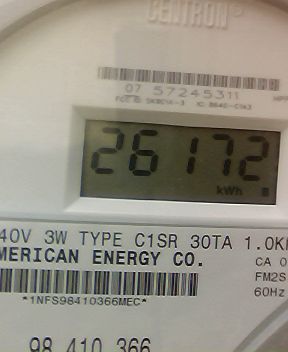 CENTRON®
07 57245311
26172
kWh
40V 3W TYPE C1SR 30TA 1.0K
MERICAN ENERGY CO.
CA 0
FM2S
60Hz
*1NFS98410366MEC*
98 410 366